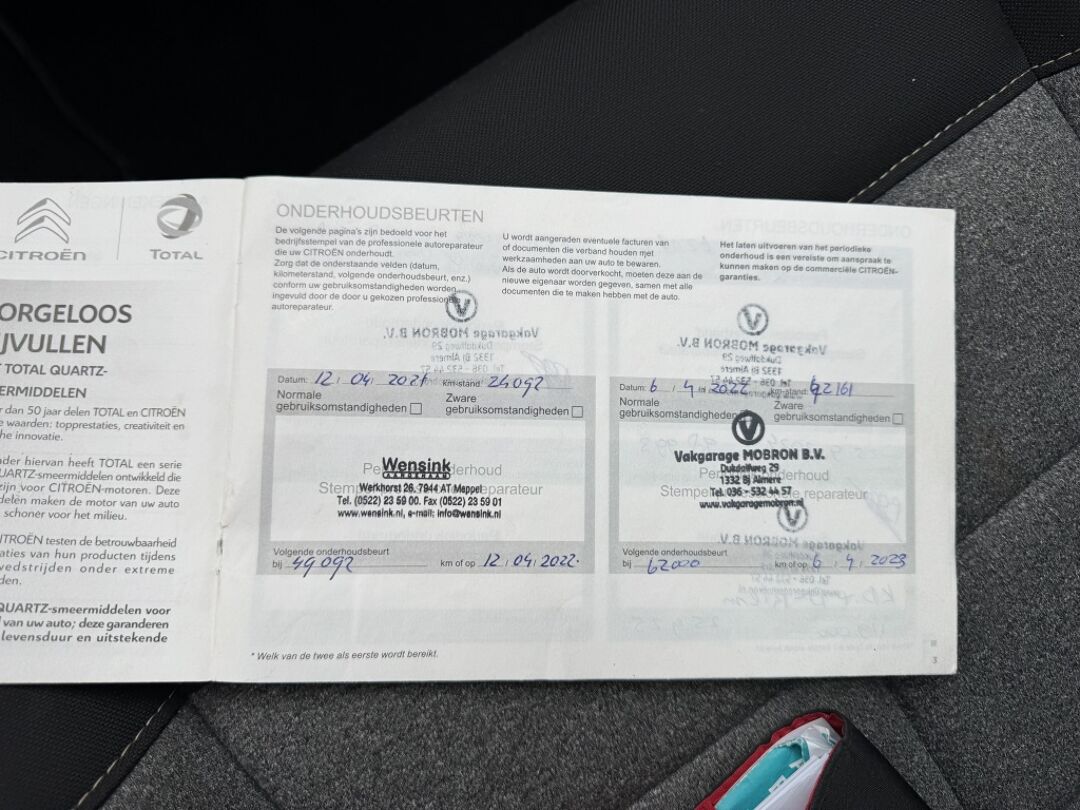 CITROËN
TOTAL
ORGELOOS
JVULLEN
T TOTAL QUARTZ-
ERMIDDELEN
r dan 50 jaar delen TOTAL en CITROËN
e waarden: topprestaties, creativiteit en
he innovatie.
nder hiervan heeft TOTAL een serie
UARTZ-smeermiddelen ontwikkeld die
zijn voor CITROËN-motoren. Deze
delen maken de motor van uw auto
schoner voor het milieu.
ITROËN testen de betrouwbaarheid
aties van hun producten tijdens
vedstrijden onder extreme
den.
QUARTZ-smeermiddelen voor
van uw auto; deze garanderen
levensduur en uitstekende
ONDERHOUDSBEURTEN
De volgende pagina's zijn bedoeld voor het
bedrijfsstempel van de professionele autoreparateur
die uw CITROËN onderhoudt.
Zorg dat de onderstaande velden (datum,
kilometerstand, volgende onderhoudsbeurt, enz.)
conform uw gebruiksomstandigheden worden
ingevuld door de door u gekozen professionele
autoreparateur.
U wordt aangeraden eventuele facturen van
of documenten die verband houden met
werkzaamheden aan uw auto te bewaren.
Als de auto wordt doorverkocht, moeten deze aan de
nieuwe eigenaar worden gegeven, samen met alle
documenten die te maken hebben met de auto.
Het laten uitvoeren van het periodieke
onderhoud is een vereiste om aanspraak te
kunnen maken op de commerciële CITROËN-
garanties.
Datum: 12 / 04 / 2021 km-stand: 24092
Normale
gebruiksomstandigheden
Zware
gebruiksomstandigheden
Wensink
Werkhorst 26, 7944 AT Meppel
Tel. (0522) 23 59 00. Fax (0522) 23 59 01
www.wensink.nl, e-mail: info@wensink.nl
Volgende onderhoudsbeurt
bij 49092 km of op 12 / 04 / 2022.
Datum: 6 / 4 / 2022 km-stand: 42161
Normale
gebruiksomstandigheden
Zware
gebruiksomstandigheden
Vakgarage MOBRON B.V.
Dukdalfweg 29
1332 BJ Almere
Tel. 036 - 532 44 57
www.vakgaragemobron.nl
Volgende onderhoudsbeurt
bij 62000 km of op 6 / 4 / 2023
* Welk van de twee als eerste wordt bereikt.
3